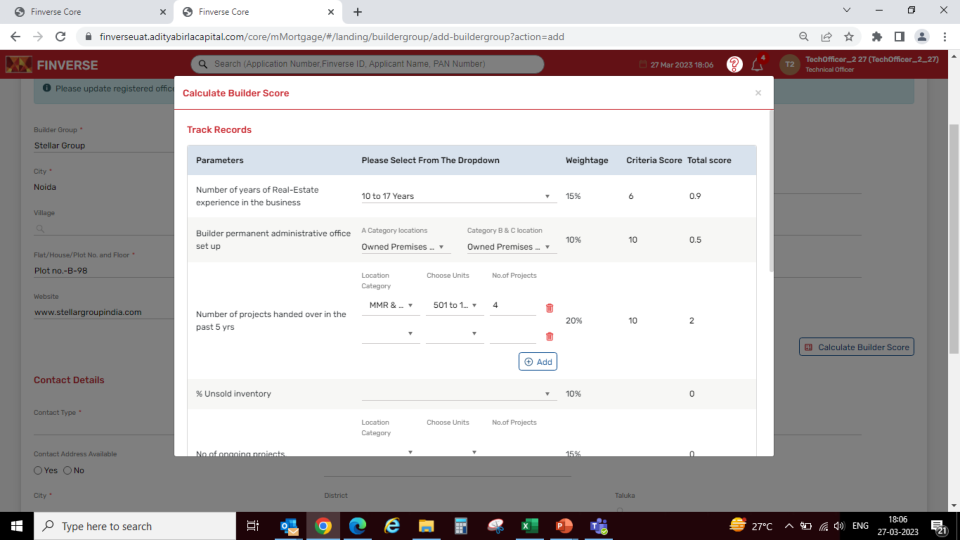 Finverse Core
Finverse Core
finverseuat.adityabirlacapital.com/core/mMortgage/#/landing/buildergroup/add-buildergroup?action=add
FINVERSE
Search (Application Number,Finverse ID, Applicant Name, PAN Number)
27 Mar 2023 18:06
?
4
T2
TechOfficer_2 27 (TechOfficer_2_27)
Technical Officer
Please update registered office
Calculate Builder Score
×
Track Records
Parameters Please Select From The Dropdown Weightage Criteria Score Total score
Number of years of Real-Estate
experience in the business
10 to 17 Years 15% 6 0.9
Builder permanent administrative office
set up
A Category locations Category B & C location
Owned Premises ... Owned Premises ... 10% 10 0.5
Location
Category
Choose Units No.of Projects
Number of projects handed over in the
past 5 yrs
MMR & ... 501 to 1... 4
20% 10 2
Add
% Unsold inventory 10% 0
Location
Category
Choose Units No.of Projects
No of ongoing projects 15% 0
Builder Group *
Stellar Group
City *
Noida
Village
Flat/House/Plot No. and Floor *
Plot no.-B-98
Website
www.stellargroupindia.com
Calculate Builder Score
Contact Details
Contact Type *
Contact Address Available
Yes No
City * District Taluka
Type here to search
27°C
ENG
18:06
27-03-2023
21